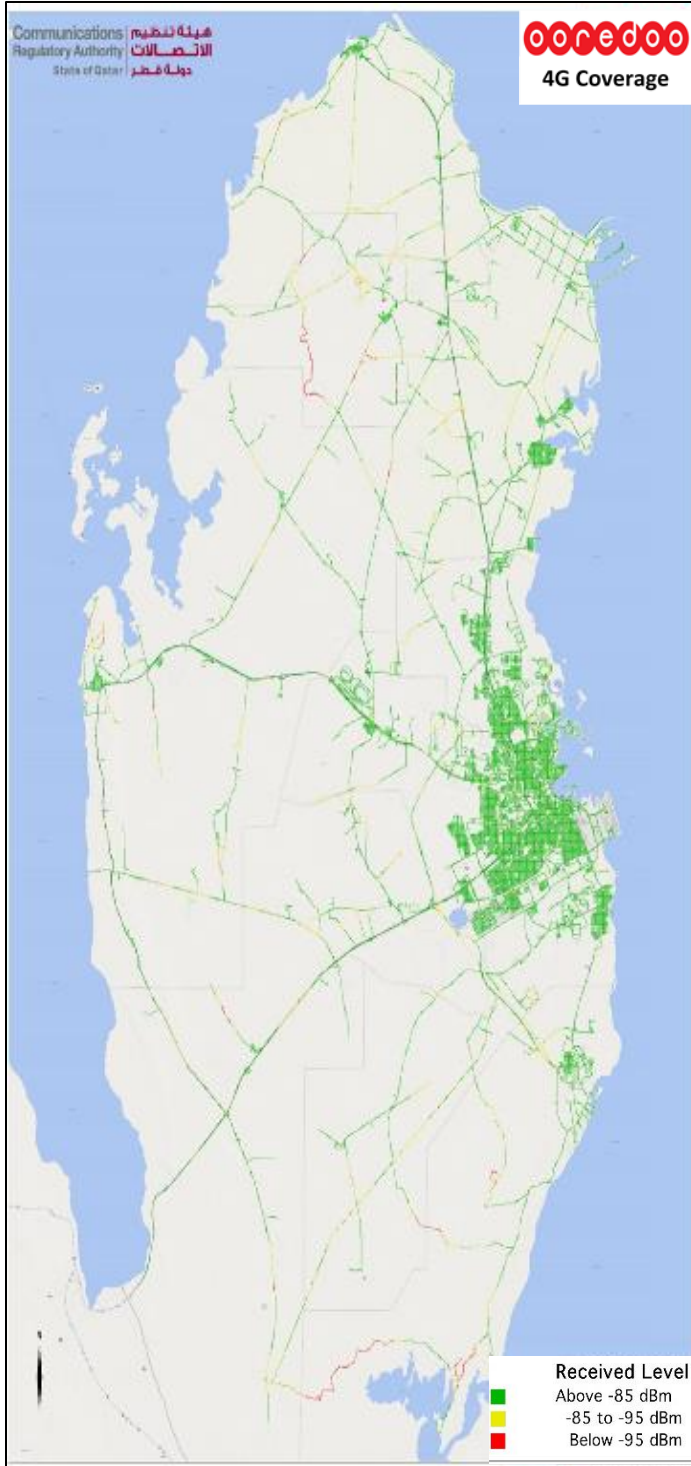 Communications هيئة تنظيم
Regulatory Authority الاتصالات
State of Qatar دولة قطر
ooredoo
4G Coverage
Received Level
Above -85 dBm
-85 to -95 dBm
Below -95 dBm